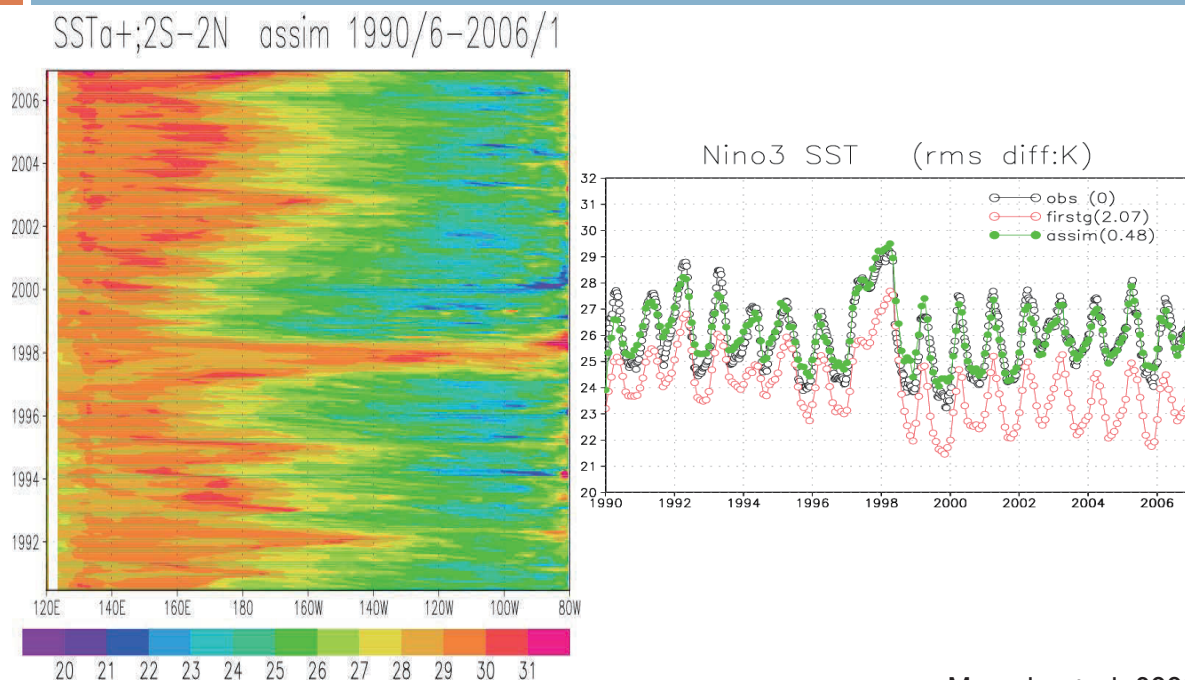 SSTa+;2S-2N assim 1990/6-2006/1
2006
2004
2002
2000
1998
1996
1994
1992
120E 140E 160E 180 160W 140W 120W 100W 80W
20 21 22 23 24 25 26 27 28 29 30 31
Nino3 SST (rms diff:K)
32
31
30
29
28
27
26
25
24
23
22
21
20
obs (0)
firstg(2.07)
assim(0.48)
1990 1992 1994 1996 1998 2000 2002 2004 2006